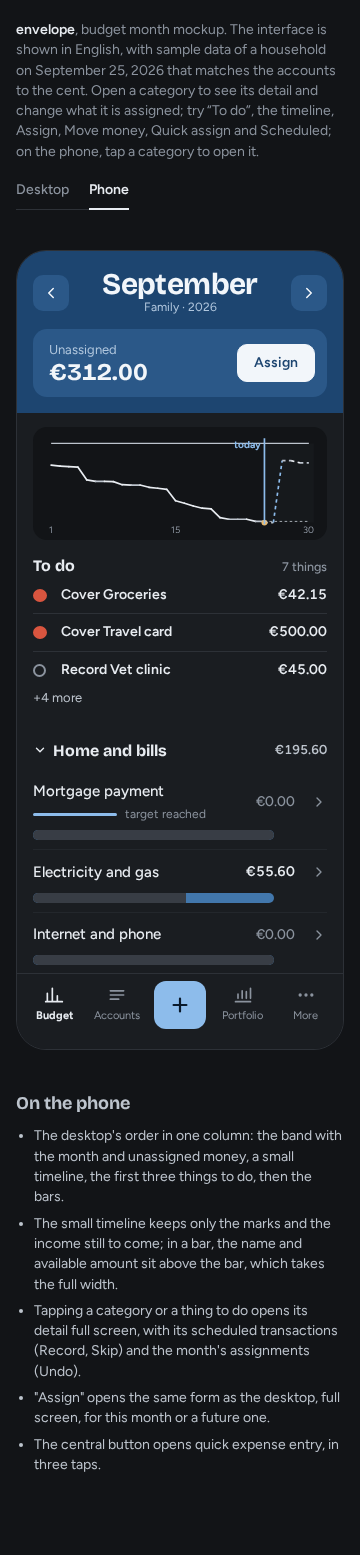 envelope, budget month mockup. The interface is
shown in English, with sample data of a household
on September 25, 2026 that matches the accounts
to the cent. Open a category to see its detail and
change what it is assigned; try “To do”, the timeline,
Assign, Move money, Quick assign and Scheduled;
on the phone, tap a category to open it.
Desktop Phone
September
Family · 2026
Unassigned
€312.00
Assign
today
1 15 30
To do 7 things
Cover Groceries €42.15
Cover Travel card €500.00
Record Vet clinic €45.00
+4 more
Home and bills €195.60
Mortgage payment €0.00
target reached
Electricity and gas €55.60
Internet and phone €0.00
Budget Accounts + Portfolio More
On the phone
• The desktop's order in one column: the band with
the month and unassigned money, a small
timeline, the first three things to do, then the
bars.
• The small timeline keeps only the marks and the
income still to come; in a bar, the name and
available amount sit above the bar, which takes
the full width.
• Tapping a category or a thing to do opens its
detail full screen, with its scheduled transactions
(Record, Skip) and the month's assignments
(Undo).
• "Assign" opens the same form as the desktop, full
screen, for this month or a future one.
• The central button opens quick expense entry, in
three taps.